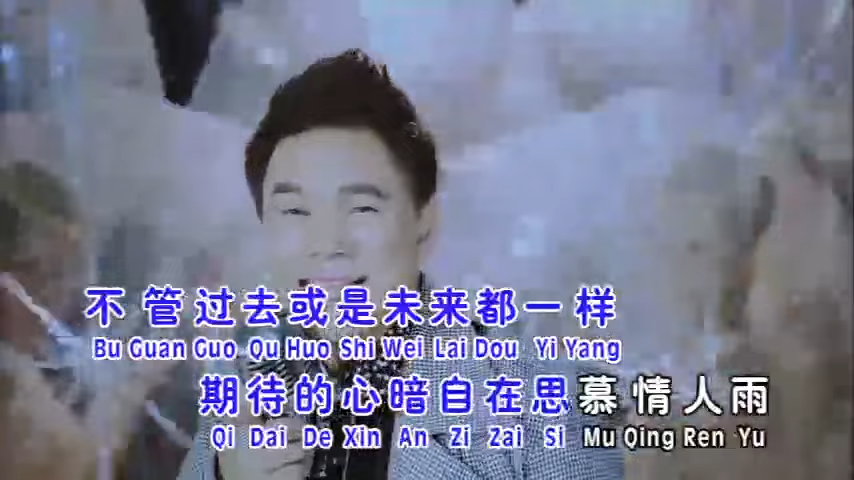 不管过去或是未来都一样
Bu Guan Guo Qu Huo Shi Wei Lai Dou Yi Yang
期待的心暗自在思慕情人雨
Qi Dai De Xin An Zi Zai Si Mu Qing Ren Yu